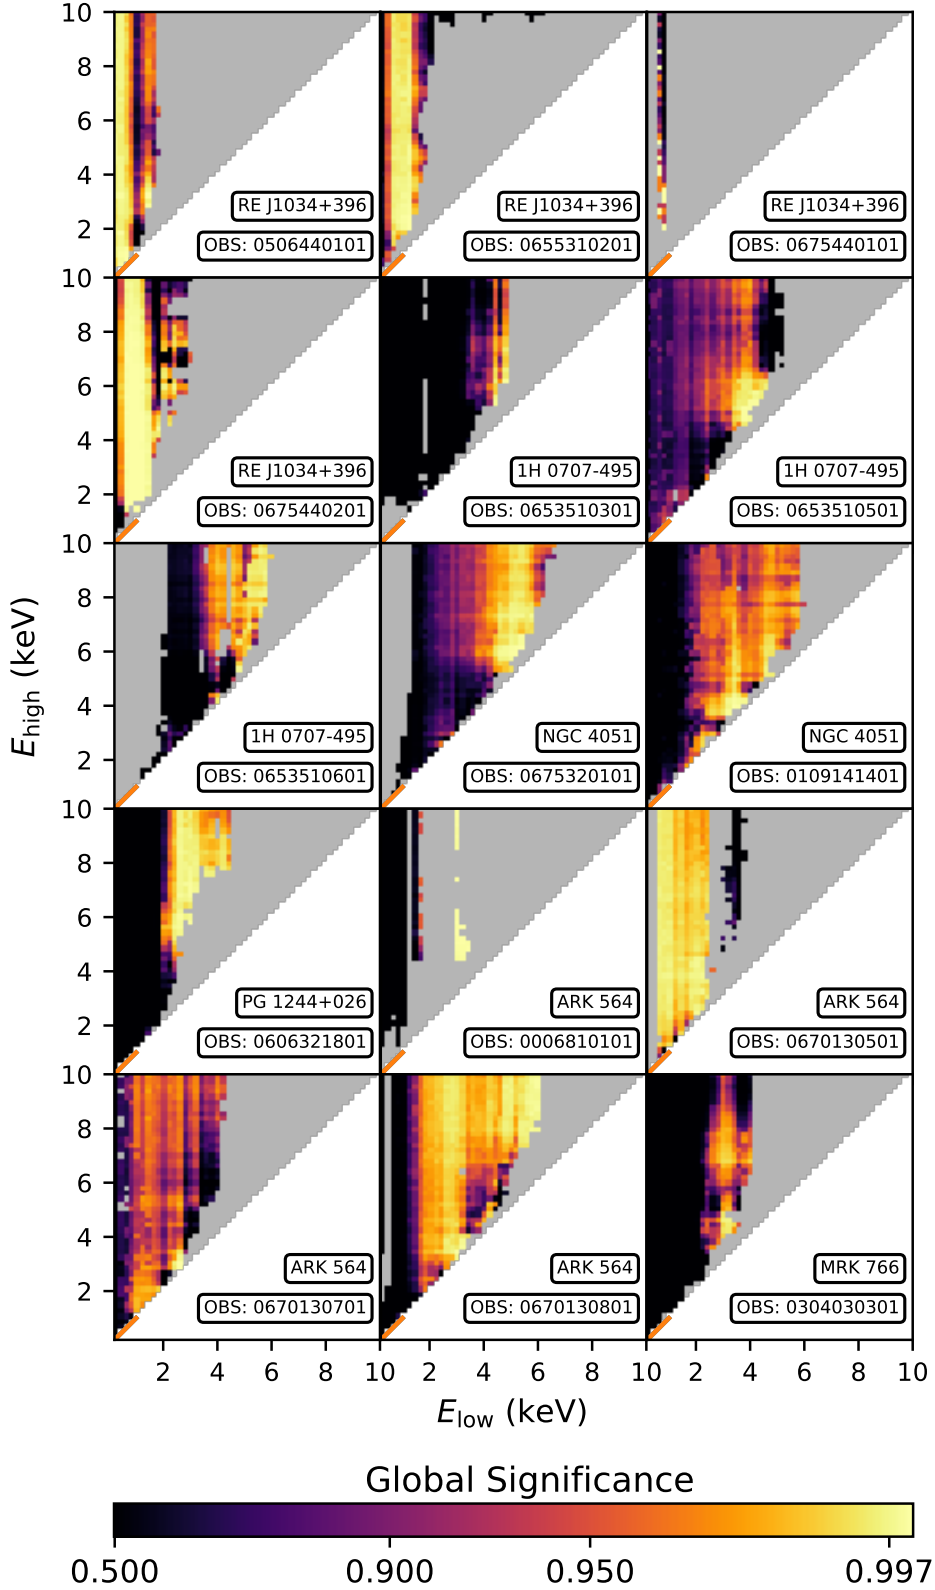 10
8
6
4
2
RE J1034+396
OBS: 0506440101
RE J1034+396
OBS: 0655310201
RE J1034+396
OBS: 0675440101
10
8
6
4
2
RE J1034+396
OBS: 0675440201
1H 0707-495
OBS: 0653510301
1H 0707-495
OBS: 0653510501
10
8
6
4
2
1H 0707-495
OBS: 0653510601
NGC 4051
OBS: 0675320101
NGC 4051
OBS: 0109141401
E_high (keV)
10
8
6
4
2
PG 1244+026
OBS: 0606321801
ARK 564
OBS: 0006810101
ARK 564
OBS: 0670130501
10
8
6
4
2
ARK 564
OBS: 0670130701
ARK 564
OBS: 0670130801
MRK 766
OBS: 0304030301
2 4 6 8 10 2 4 6 8 10 2 4 6 8 10
E_low (keV)
Global Significance
0.500 0.900 0.950 0.997